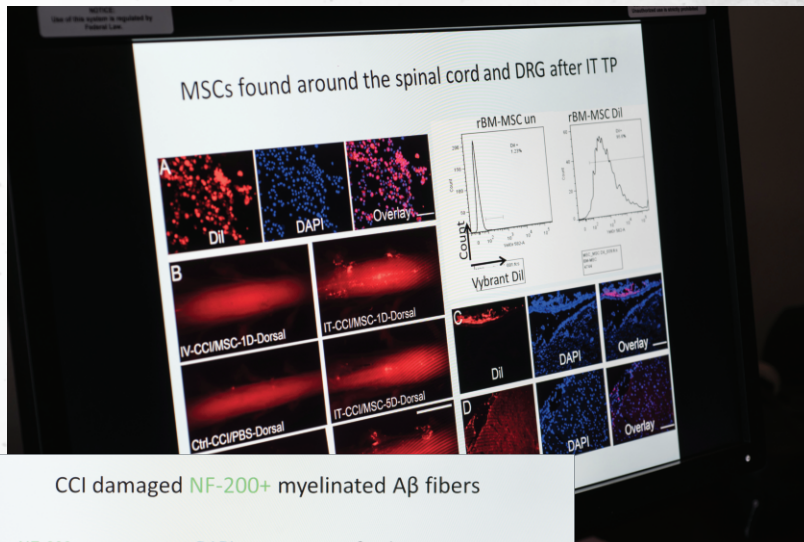 NOTICE:
Use of this system is regulated by
Federal Law.
MSCs found around the spinal cord and DRG after IT TP
A
DiI
DAPI
Overlay
rBM-MSC un
rBM-MSC DiI
Count
Vybrant DiI
B
IV-CCI/MSC-1D-Dorsal
IT-CCI/MSC-1D-Dorsal
Ctrl-CCI/PBS-Dorsal
IT-CCI/MSC-5D-Dorsal
C
DiI
DAPI
Overlay
D
DAPI
Overlay
CCI damaged NF-200+ myelinated Aβ fibers